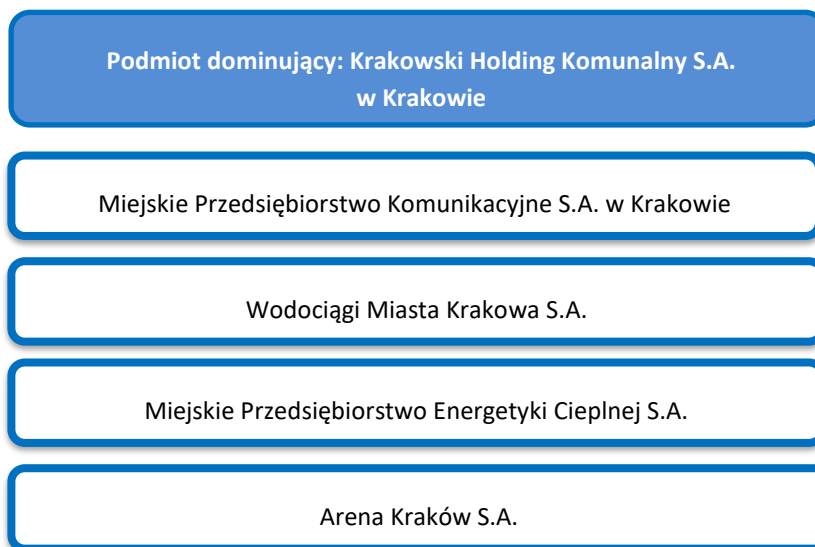 Podmiot dominujący: Krakowski Holding Komunalny S.A.
w Krakowie
Miejskie Przedsiębiorstwo Komunikacyjne S.A. w Krakowie
Wodociągi Miasta Krakowa S.A.
Miejskie Przedsiębiorstwo Energetyki Cieplnej S.A.
Arena Kraków S.A.